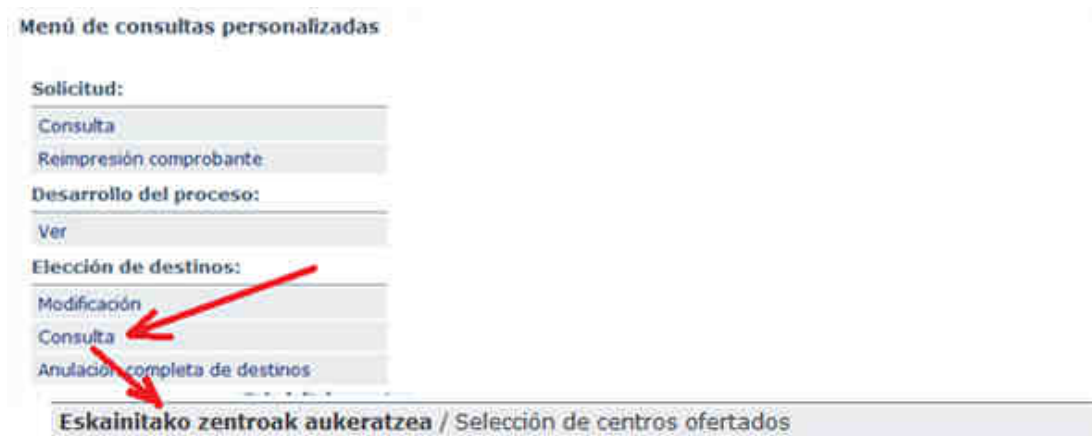 Menú de consultas personalizadas
Solicitud:
Consulta
Reimpresión comprobante
Desarrollo del proceso:
Ver
Elección de destinos:
Modificación
Consulta
Anulación completa de destinos
Eskainitako zentroak aukeratzea / Selección de centros ofertados